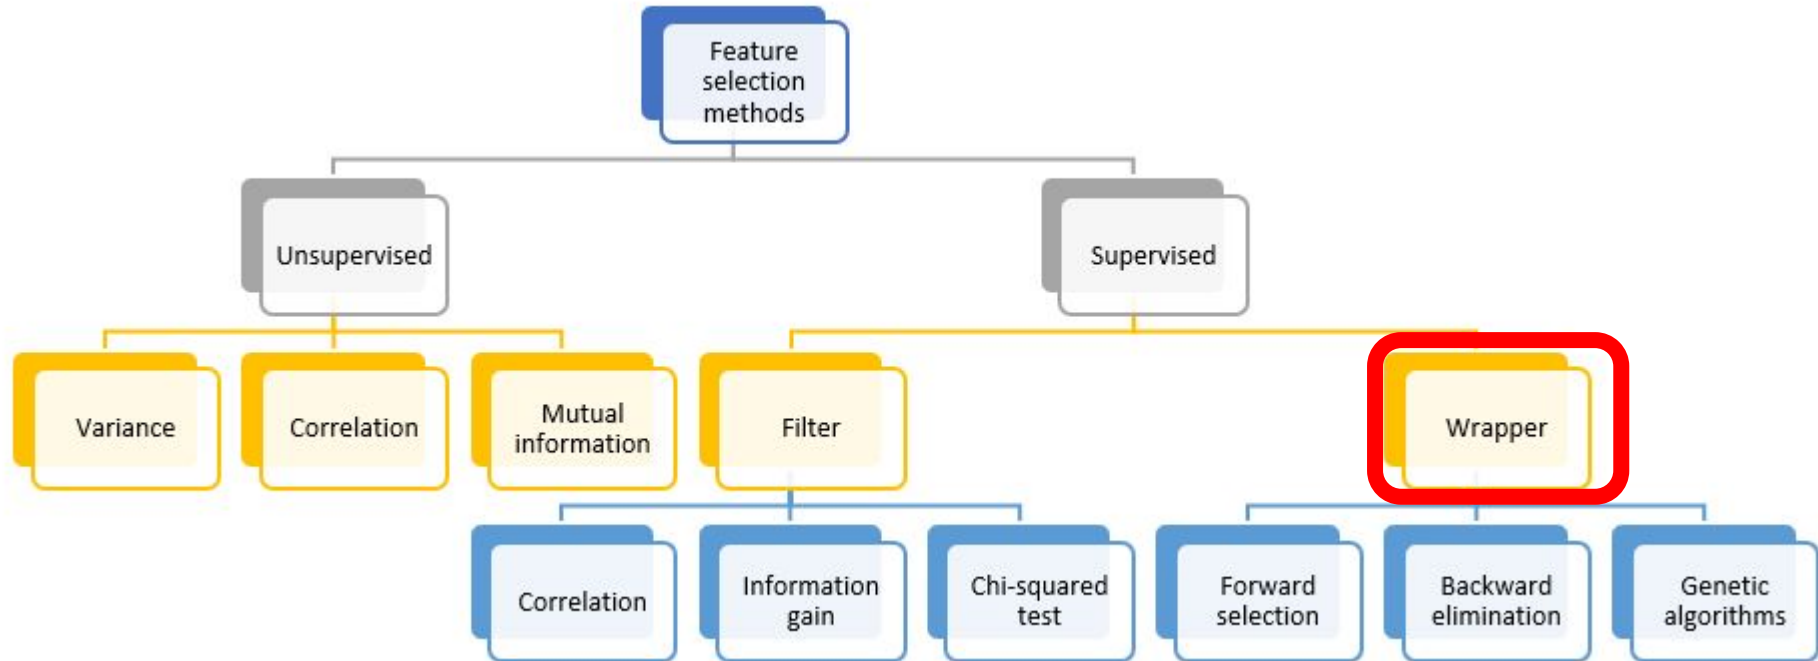 Feature
selection
methods
Unsupervised
Supervised
Variance
Correlation
Mutual
information
Filter
Wrapper
Correlation
Information
gain
Chi-squared
test
Forward
selection
Backward
elimination
Genetic
algorithms